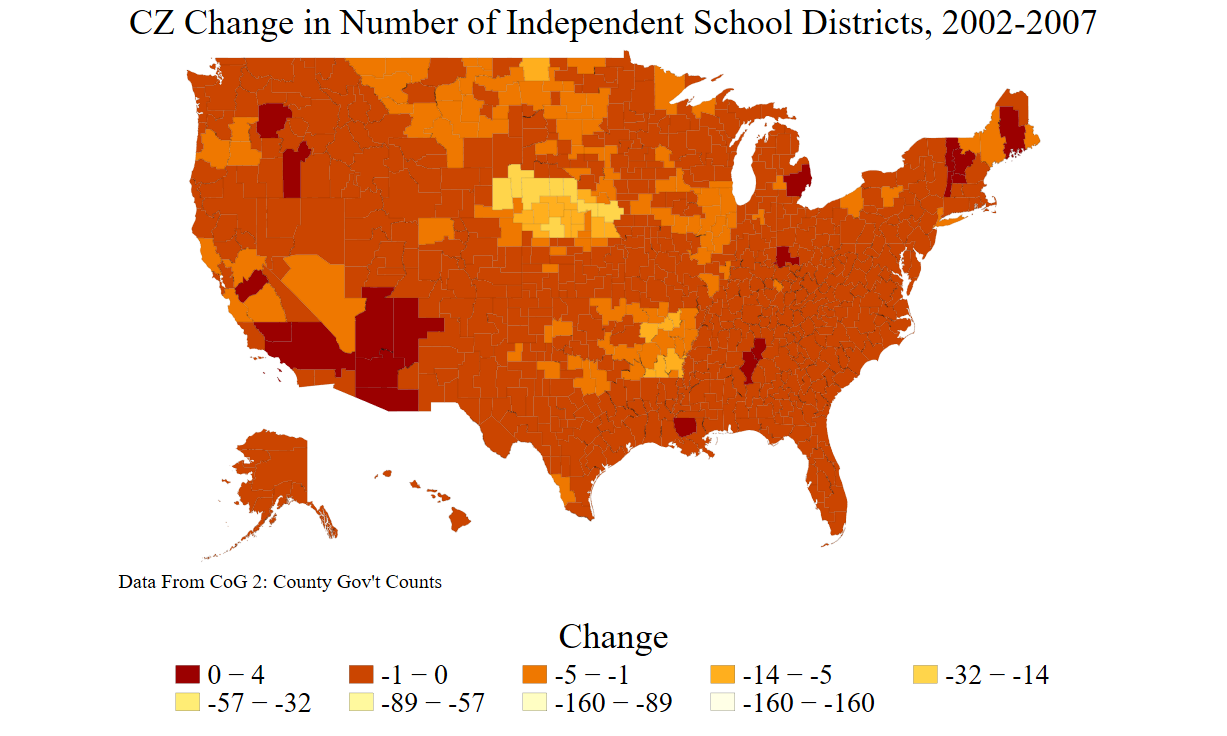 CZ Change in Number of Independent School Districts, 2002-2007
Data From CoG 2: County Gov't Counts
Change
0 − 4 -1 − 0 -5 − -1 -14 − -5 -32 − -14
-57 − -32 -89 − -57 -160 − -89 -160 − -160